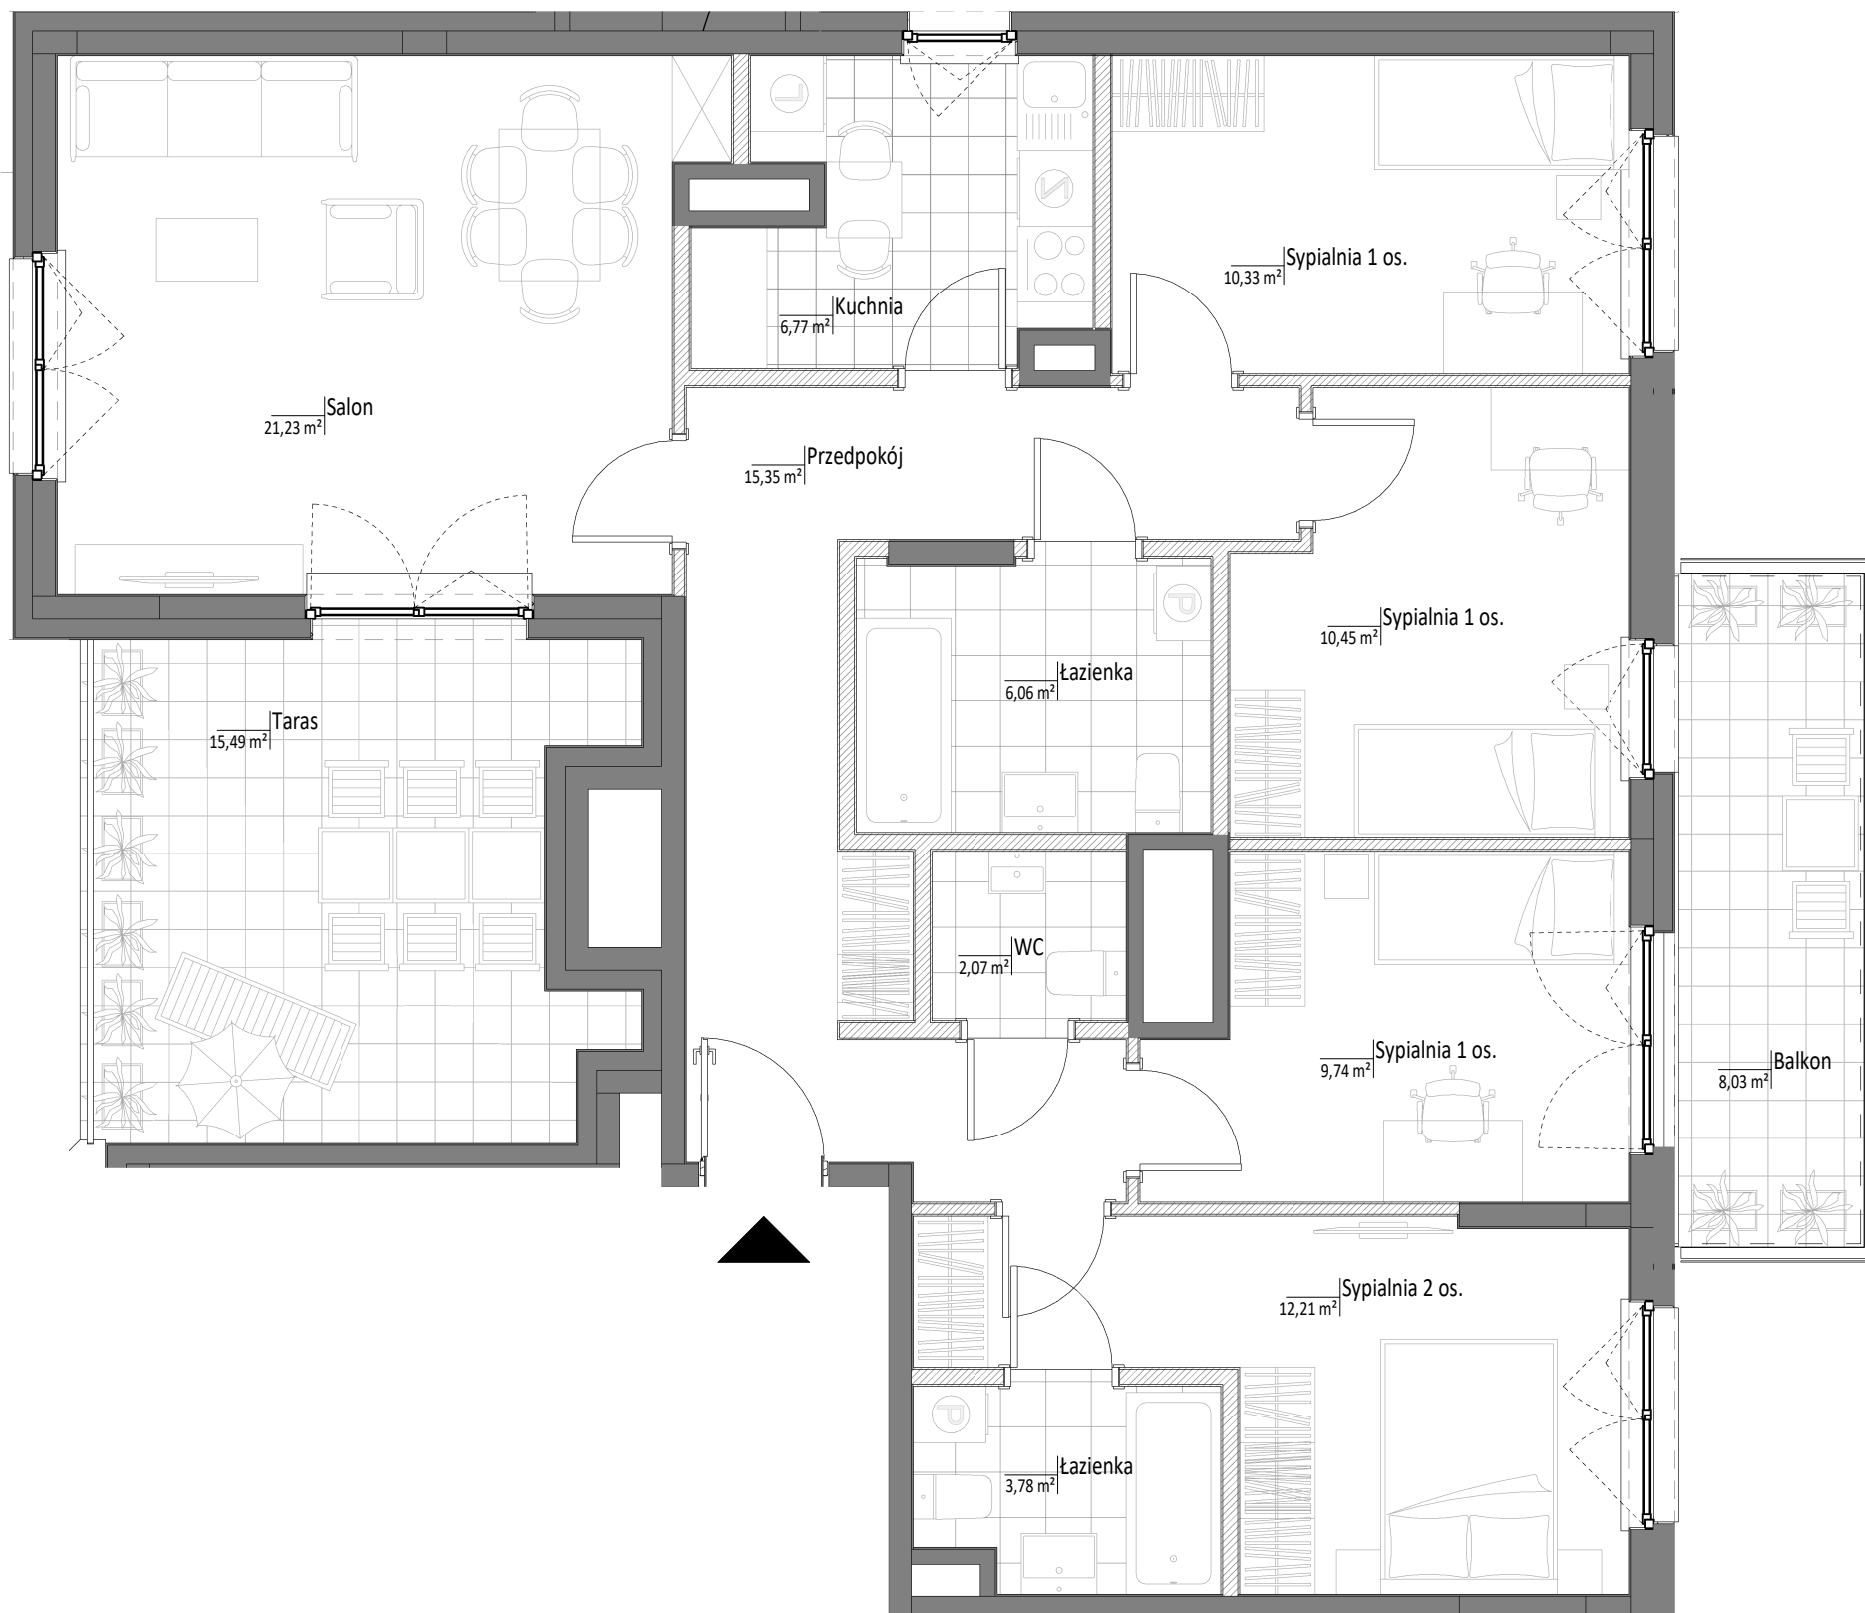 L
Z
Sypialnia 1 os.
10,33 m²
Kuchnia
6,77 m²
Salon
21,23 m²
Przedpokój
15,35 m²
P
Sypialnia 1 os.
10,45 m²
Łazienka
6,06 m²
Taras
15,49 m²
WC
2,07 m²
Sypialnia 1 os.
9,74 m²
Balkon
8,03 m²
Sypialnia 2 os.
12,21 m²
P
Łazienka
3,78 m²